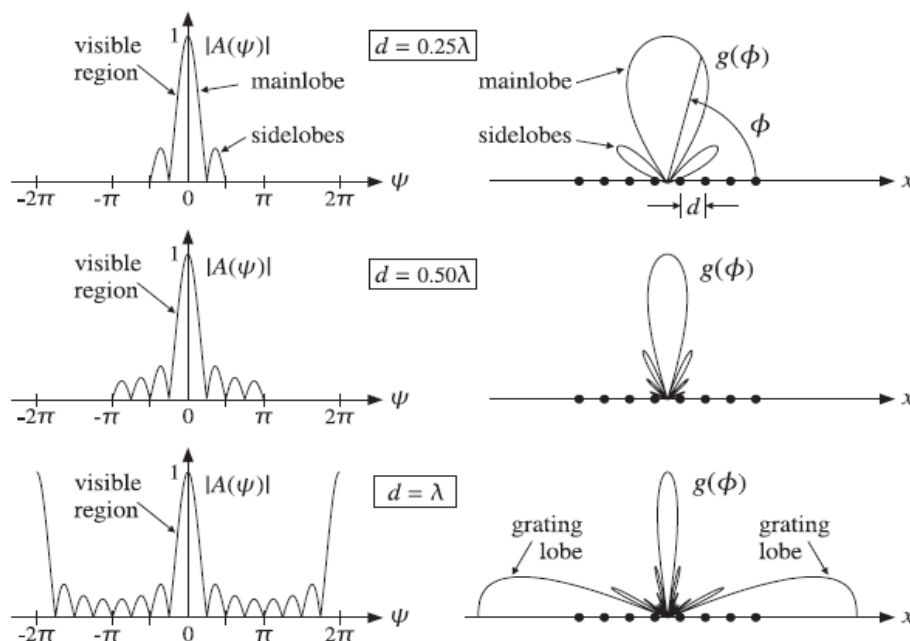 1
|A(ψ)|
visible
region
mainlobe
sidelobes
-2π -π 0 π 2π ψ
d = 0.25λ
g(ϕ)
mainlobe
sidelobes
ϕ
d
x
1
|A(ψ)|
visible
region
-2π -π 0 π 2π ψ
d = 0.50λ
g(ϕ)
x
1
|A(ψ)|
visible
region
-2π -π 0 π 2π ψ
d = λ
g(ϕ)
grating
lobe
grating
lobe
x